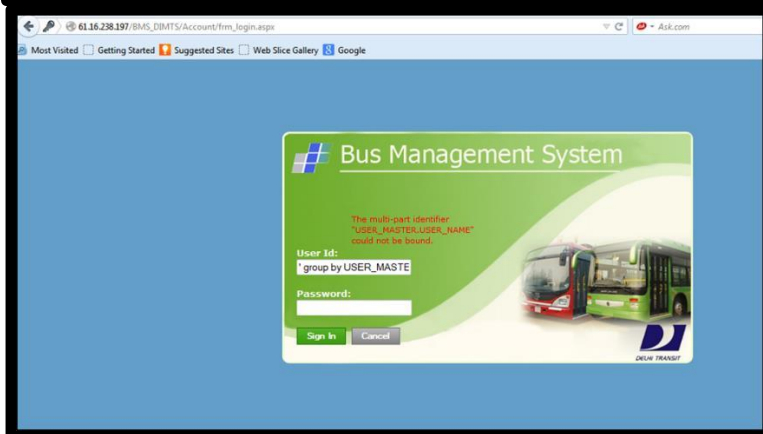 61.16.238.197/BMS_DIMTS/Account/frm_login.aspx Ask.com
Most Visited Getting Started Suggested Sites Web Slice Gallery Google
Bus Management System
The multi-part identifier
"USER_MASTER.USER_NAME"
could not be bound.
User Id:
' group by USER_MASTE
Password:
Sign In Cancel
DELHI TRANSIT